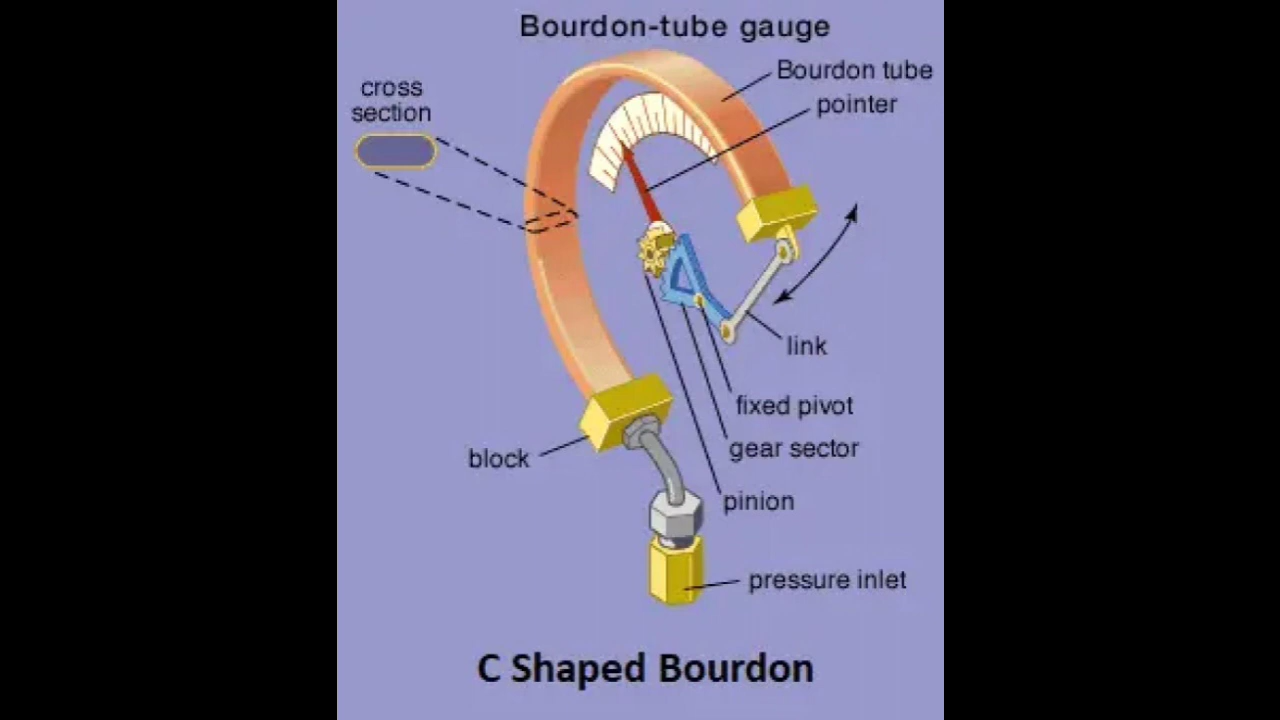 Bourdon-tube gauge
Bourdon tube
pointer
cross
section
link
fixed pivot
gear sector
block
pinion
pressure inlet
C Shaped Bourdon